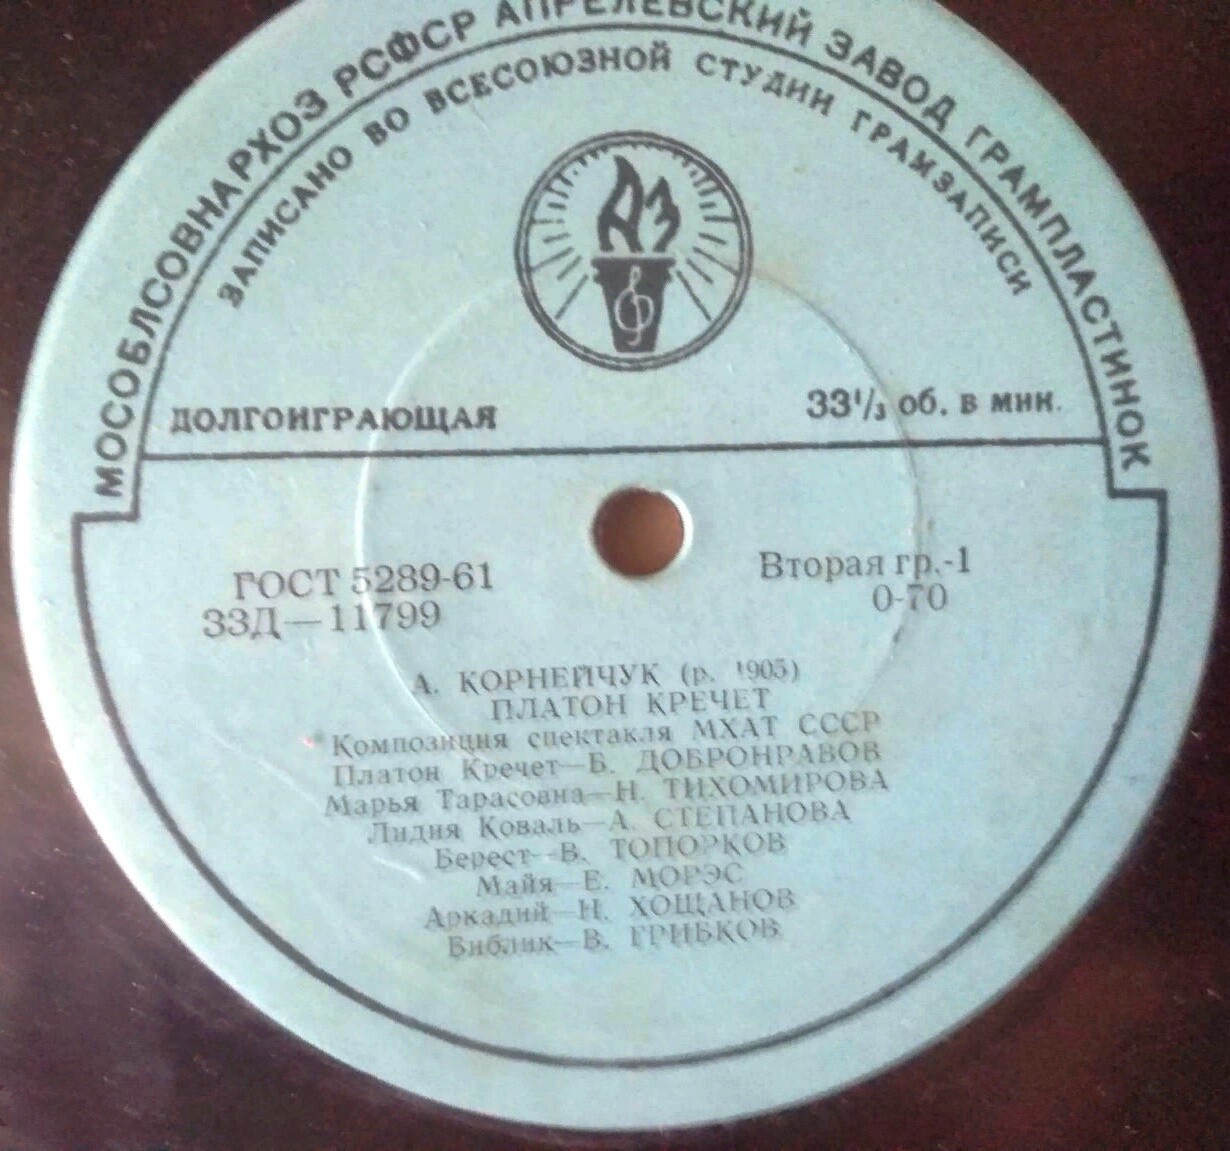 МОСОБЛСОВНАРХОЗ РСФСР АПРЕЛЕВСКИЙ ЗАВОД ГРАМПЛАСТИНОК
ЗАПИСАНО ВО ВСЕСОЮЗНОЙ СТУДИИ ГРАМЗАПИСИ
АЗ
ДОЛГОИГРАЮЩАЯ
33⅓ об. в мин.
ГОСТ 5289-61
33Д—11799
Вторая гр.-1
0-70
А. КОРНЕЙЧУК (р. 1905)
ПЛАТОН КРЕЧЕТ
Композиция спектакля МХАТ СССР
Платон Кречет—Б. ДОБРОНРАВОВ
Марья Тарасовна—Н. ТИХОМИРОВА
Лидия Коваль—А. СТЕПАНОВА
Берест—В. ТОПОРКОВ
Майя—Е. МОРЭС
Аркадий—Н. ХОЩАНОВ
Библик—В. ГРИБКОВ